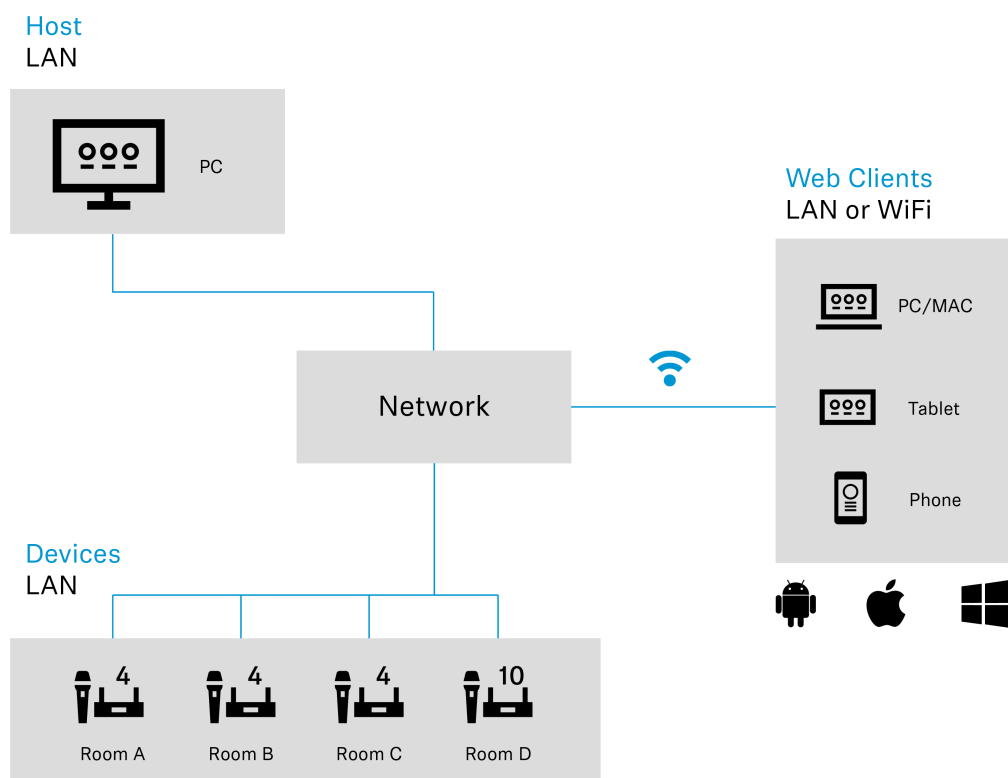 Host
LAN
PC
Web Clients
LAN or WiFi
PC/MAC
Tablet
Phone
Network
Devices
LAN
4 4 4 10
Room A Room B Room C Room D